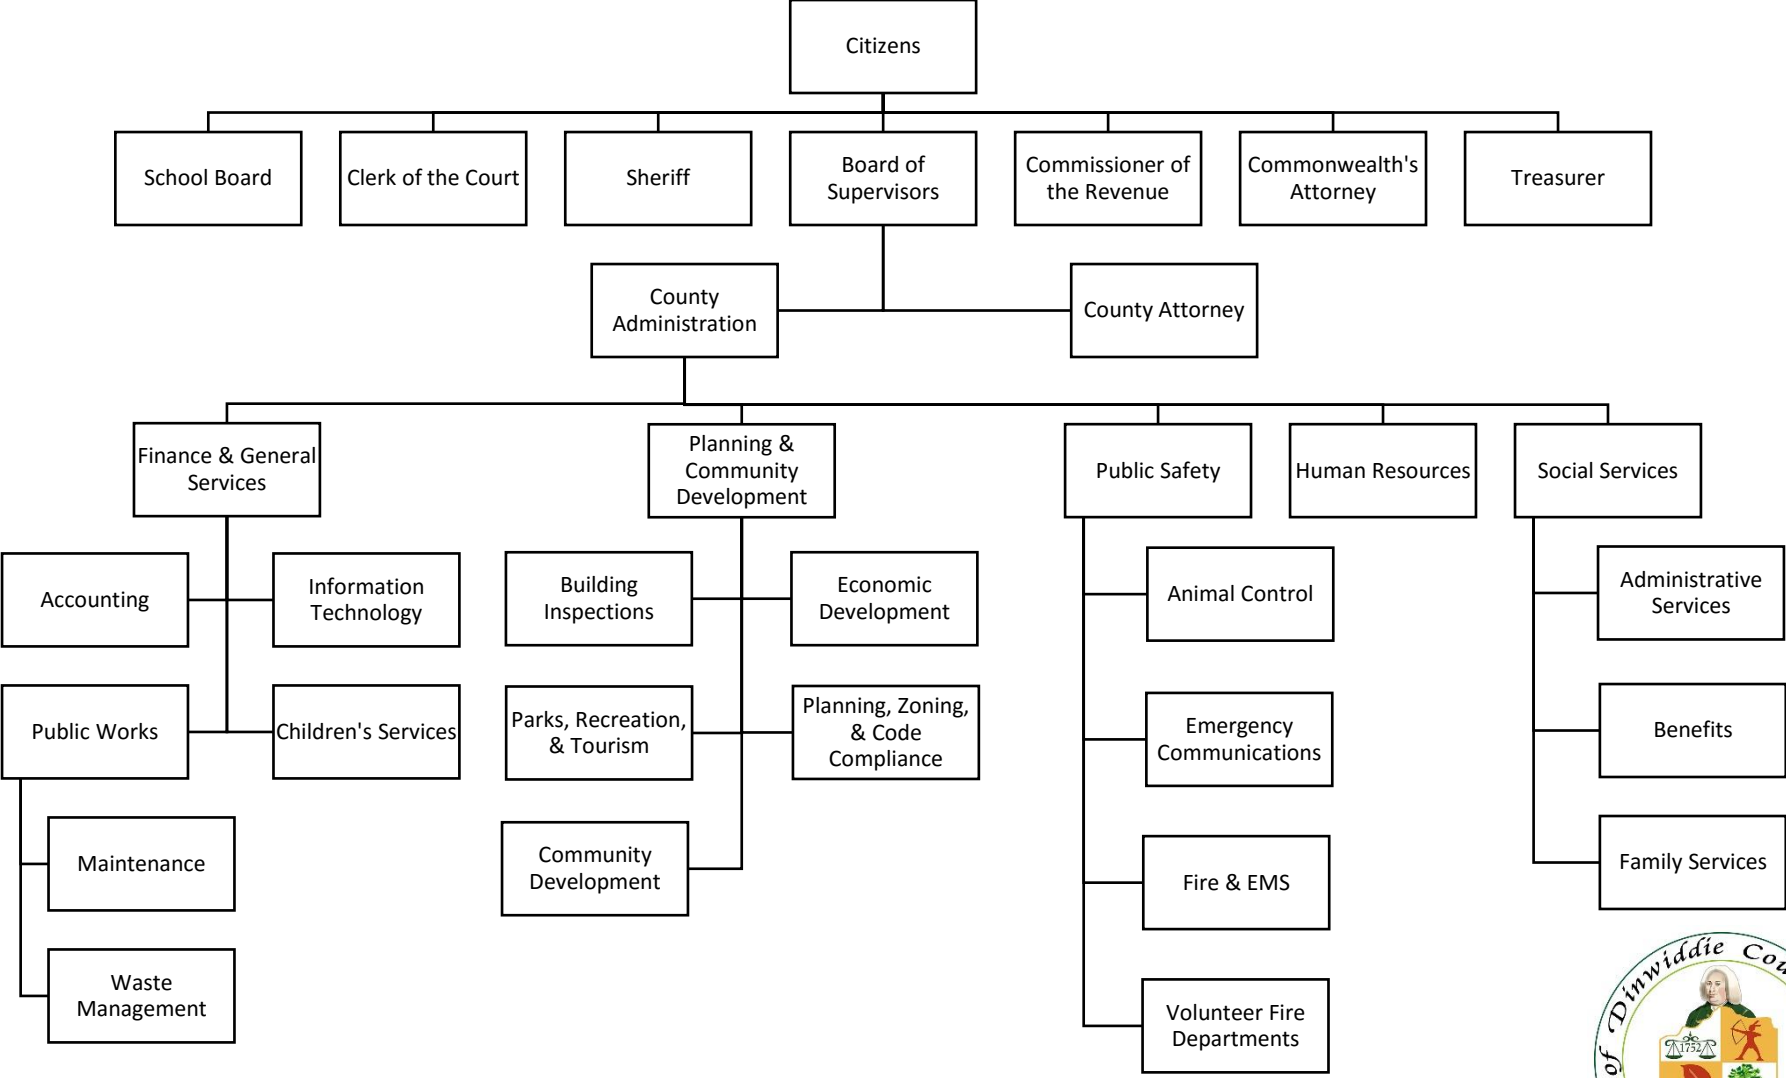 Citizens
School Board
Clerk of the Court
Sheriff
Board of
Supervisors
Commissioner of
the Revenue
Commonwealth's
Attorney
Treasurer
County
Administration
County Attorney
Finance & General
Services
Planning &
Community
Development
Public Safety
Human Resources
Social Services
Accounting
Information
Technology
Public Works
Children's Services
Maintenance
Waste
Management
Building
Inspections
Economic
Development
Parks, Recreation,
& Tourism
Planning, Zoning,
& Code
Compliance
Community
Development
Animal Control
Emergency
Communications
Fire & EMS
Volunteer Fire
Departments
Administrative
Services
Benefits
Family Services
of Dinwiddie
1752